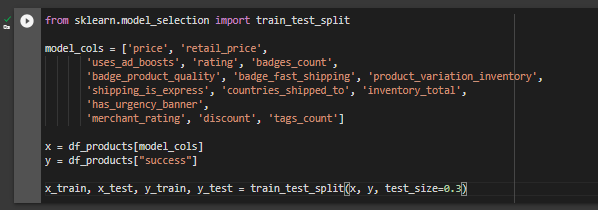 from sklearn.model_selection import train_test_split
model_cols = ['price', 'retail_price',
'uses_ad_boosts', 'rating', 'badges_count',
'badge_product_quality', 'badge_fast_shipping', 'product_variation_inventory',
'shipping_is_express', 'countries_shipped_to', 'inventory_total',
'has_urgency_banner',
'merchant_rating', 'discount', 'tags_count']
x = df_products[model_cols]
y = df_products["success"]
x_train, x_test, y_train, y_test = train_test_split(x, y, test_size=0.3)